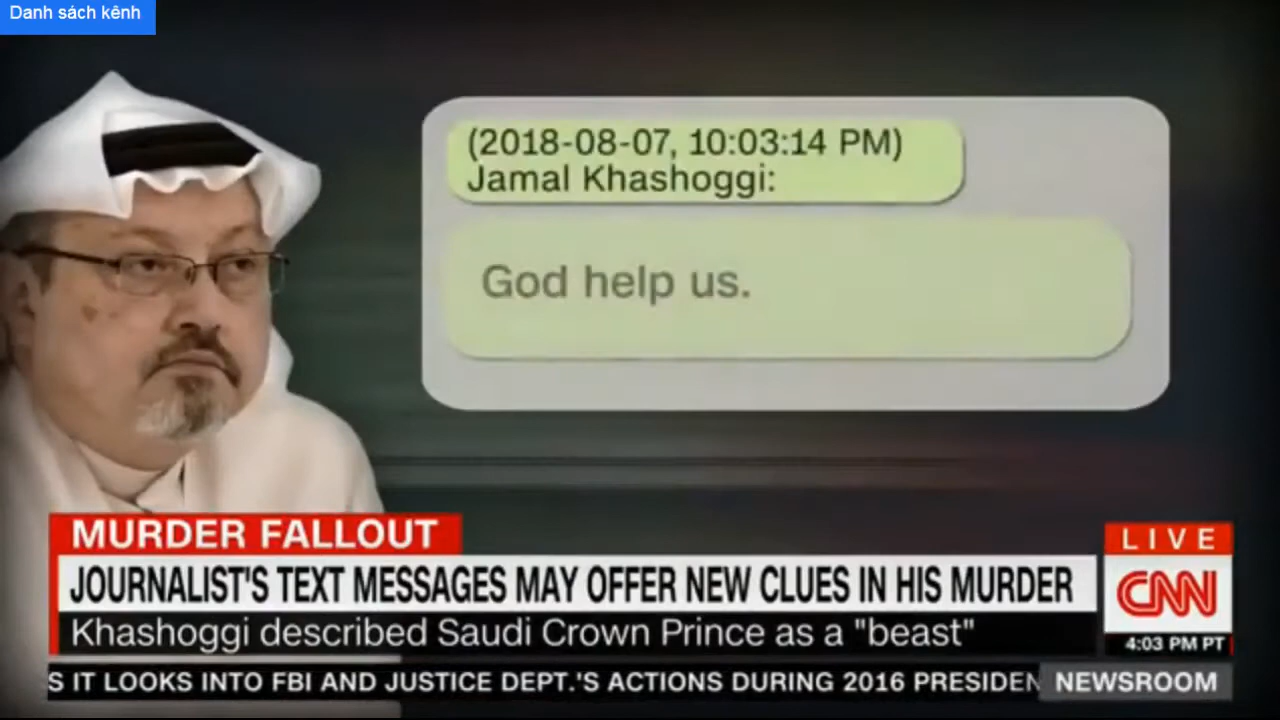 Danh sách kênh
(2018-08-07, 10:03:14 PM)
Jamal Khashoggi:
God help us.
MURDER FALLOUT
JOURNALIST'S TEXT MESSAGES MAY OFFER NEW CLUES IN HIS MURDER
Khashoggi described Saudi Crown Prince as a "beast"
LIVE
CNN
4:03 PM PT
S IT LOOKS INTO FBI AND JUSTICE DEPT.'S ACTIONS DURING 2016 PRESIDEN
NEWSROOM